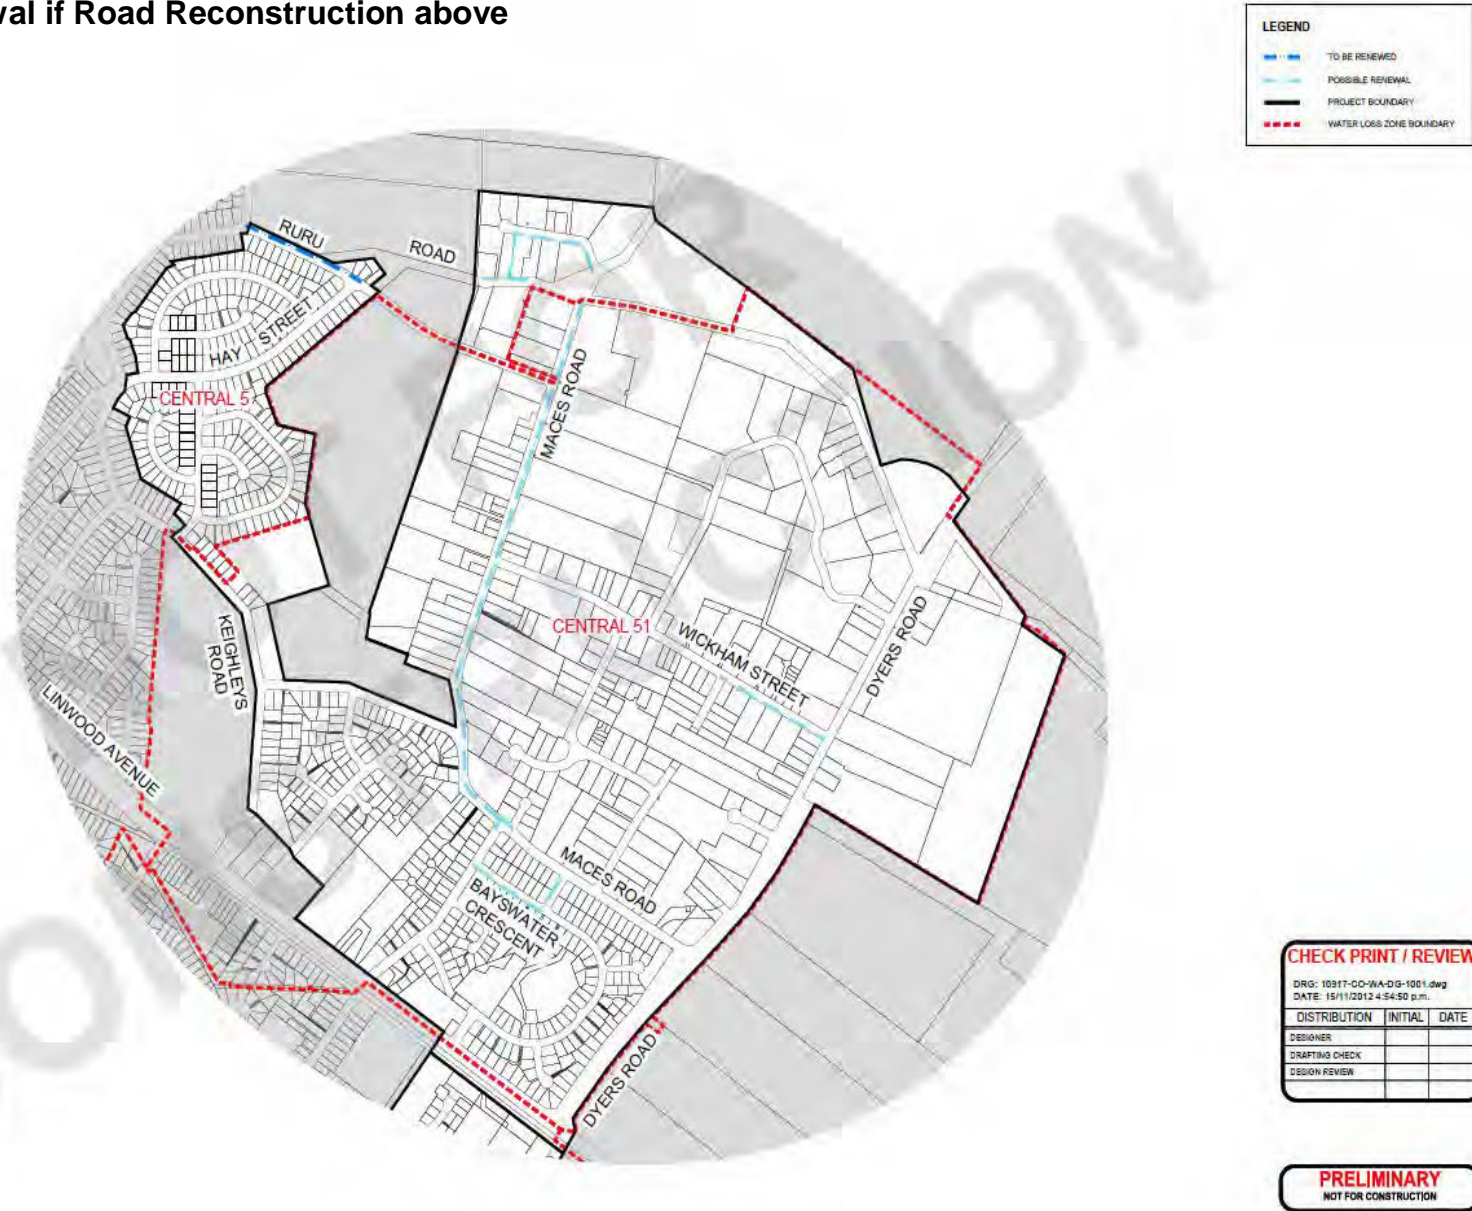 val if Road Reconstruction above
LEGEND
TO BE RENEWED
POSSIBLE RENEWAL
PROJECT BOUNDARY
WATER LOSS ZONE BOUNDARY
RURU
ROAD
HAY STREET
CENTRAL 5
MACES ROAD
CENTRAL 51
WICKHAM STREET
DYERS ROAD
KEIGHLEYS
ROAD
LINWOOD AVENUE
MACES ROAD
BAYSWATER
CRESCENT
DYERS ROAD
CHECK PRINT / REVIEW
DRG: 10917-CO-WA-DG-1001.dwg
DATE: 15/11/2012 4:54:50 p.m.
DISTRIBUTION INITIAL DATE
DESIGNER
DRAFTING CHECK
DESIGN REVIEW
PRELIMINARY
NOT FOR CONSTRUCTION